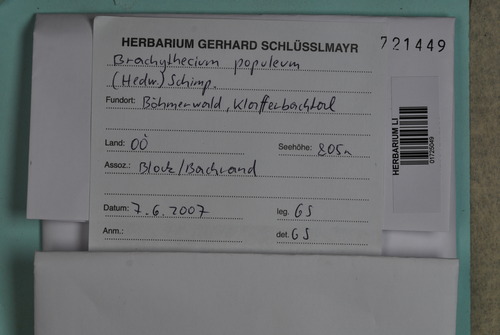 HERBARIUM GERHARD SCHLÜSSLMAYR
721449
Brachythecium populeum
(Hedw.) Schimp.
Fundort: Böhmerwald, Klafferbachtal
Land: OÖ Seehöhe: 805m
Assoz.: Block/Bachrand
Datum: 7.6.2007 leg. GS
Anm.: det. GS
HERBARIUM LI